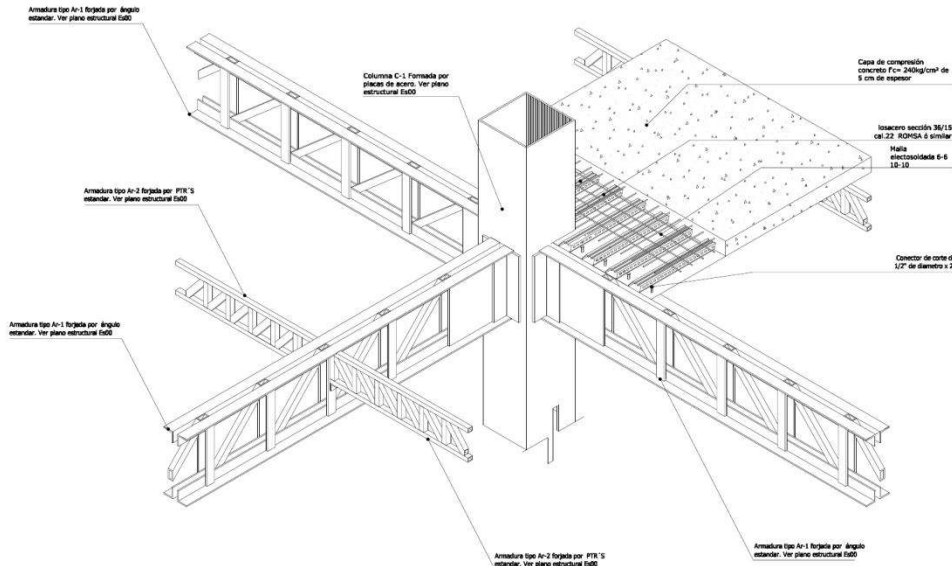 Armadura tipo Ar-1 forjada por ángulo
estandar. Ver plano estructural Es00
Columna C-1 Formada por
placas de acero. Ver plano
estructural Es00
Capa de compresión
concreto f'c= 240kg/cm² de
5 cm de espesor
losacero sección 36/15
cal.22 ROMSA ó similar
Malla
electosoldada 6-6
10-10
Armadura tipo Ar-2 forjada por PTR´S
estandar. Ver plano estructural Es00
Conector de corte d
1/2" de diametro x 2
Armadura tipo Ar-1 forjada por ángulo
estandar. Ver plano estructural Es00
Armadura tipo Ar-2 forjada por PTR´S
estandar. Ver plano estructural Es00
Armadura tipo Ar-1 forjada por ángulo
estandar. Ver plano estructural Es00